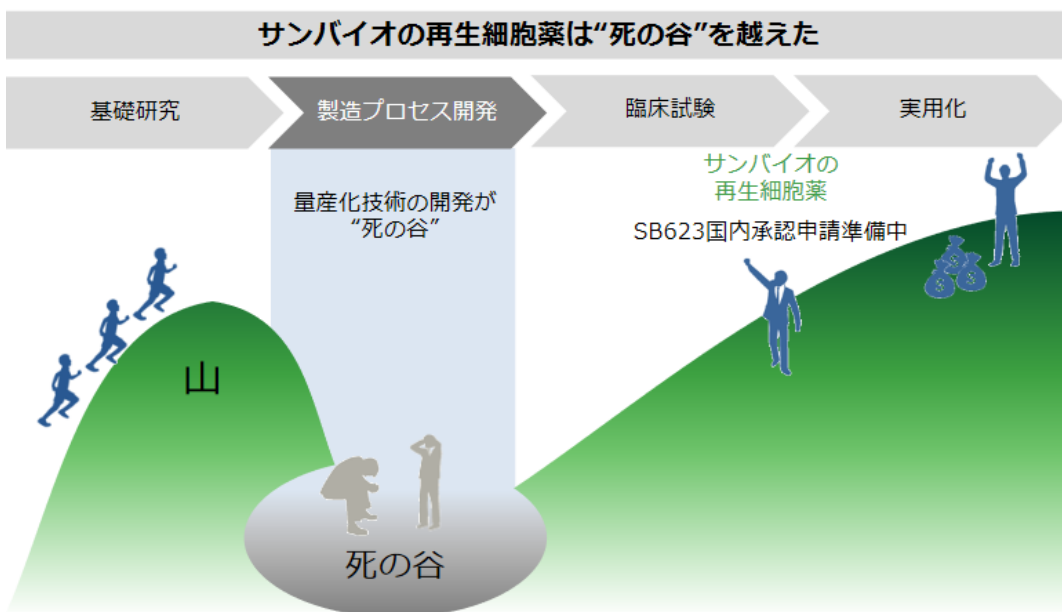 サンバイオの再生細胞薬は“死の谷”を越えた
基礎研究
製造プロセス開発
臨床試験
実用化
量産化技術の開発が
“死の谷”
サンバイオの
再生細胞薬
SB623国内承認申請準備中
山
死の谷